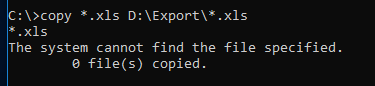 C:\>copy *.xls D:\Export\*.xls
*.xls
The system cannot find the file specified.
        0 file(s) copied.